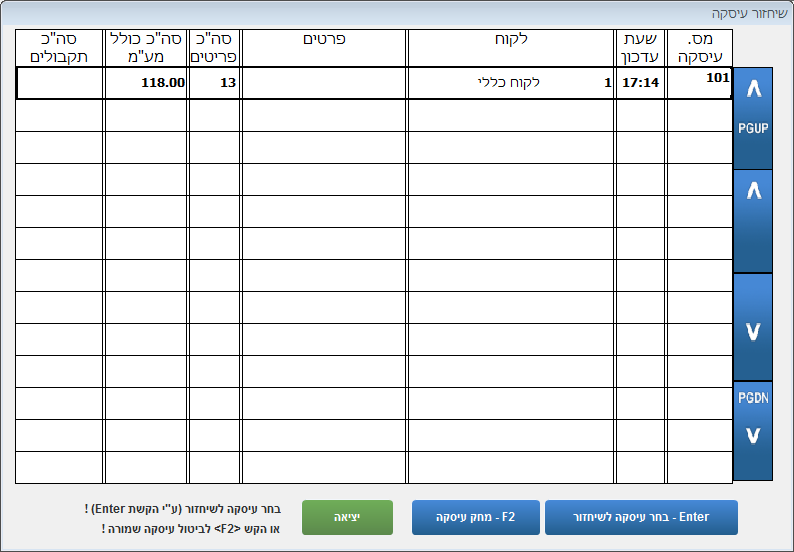 שיחזור עיסקה
מס. עיסקה
שעת עדכון
לקוח
פרטים
סה"כ פריטים
סה"כ כולל מע"מ
סה"כ תקבולים
101 17:14 1 לקוח כללי 13 118.00
PGUP
PGDN
Enter - בחר עיסקה לשיחזור
F2 - מחק עיסקה
יציאה
בחר עיסקה לשיחזור (ע"י הקשת Enter) !
או הקש <F2> לביטול עיסקה שמורה !